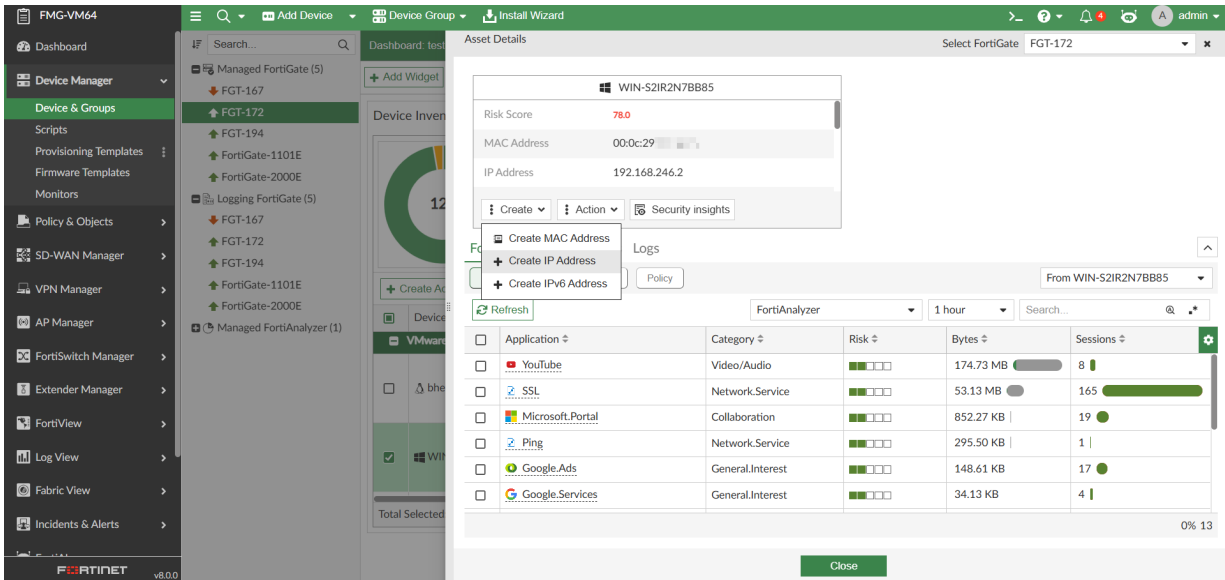 FMG-VM64
Add Device
Device Group
Install Wizard
4
A
admin
Dashboard
Device Manager
Device & Groups
Scripts
Provisioning Templates
Firmware Templates
Monitors
Policy & Objects
SD-WAN Manager
VPN Manager
AP Manager
FortiSwitch Manager
Extender Manager
FortiView
Log View
Fabric View
Incidents & Alerts
FORTINET
v8.0.0
Search...
Managed FortiGate (5)
FGT-167
FGT-172
FGT-194
FortiGate-1101E
FortiGate-2000E
Logging FortiGate (5)
FGT-167
FGT-172
FGT-194
FortiGate-1101E
FortiGate-2000E
Managed FortiAnalyzer (1)
Dashboard: test
Add Widget
Device Inven
12
Create Ac
Device
VMware
bhe
WIN
Total Selected
Asset Details
Select FortiGate FGT-172
WIN-S2IR2N7BB85
Risk Score 78.0
MAC Address 00:0c:29
IP Address 192.168.246.2
Create Action Security insights
Create MAC Address
Create IP Address
Create IPv6 Address
Fo
Logs
Policy
From WIN-S2IR2N7BB85
Refresh
FortiAnalyzer
1 hour
Search...
Application Category Risk Bytes Sessions
YouTube Video/Audio 174.73 MB 8
SSL Network.Service 53.13 MB 165
Microsoft.Portal Collaboration 852.27 KB 19
Ping Network.Service 295.50 KB 1
Google.Ads General.Interest 148.61 KB 17
Google.Services General.Interest 34.13 KB 4
0% 13
Close